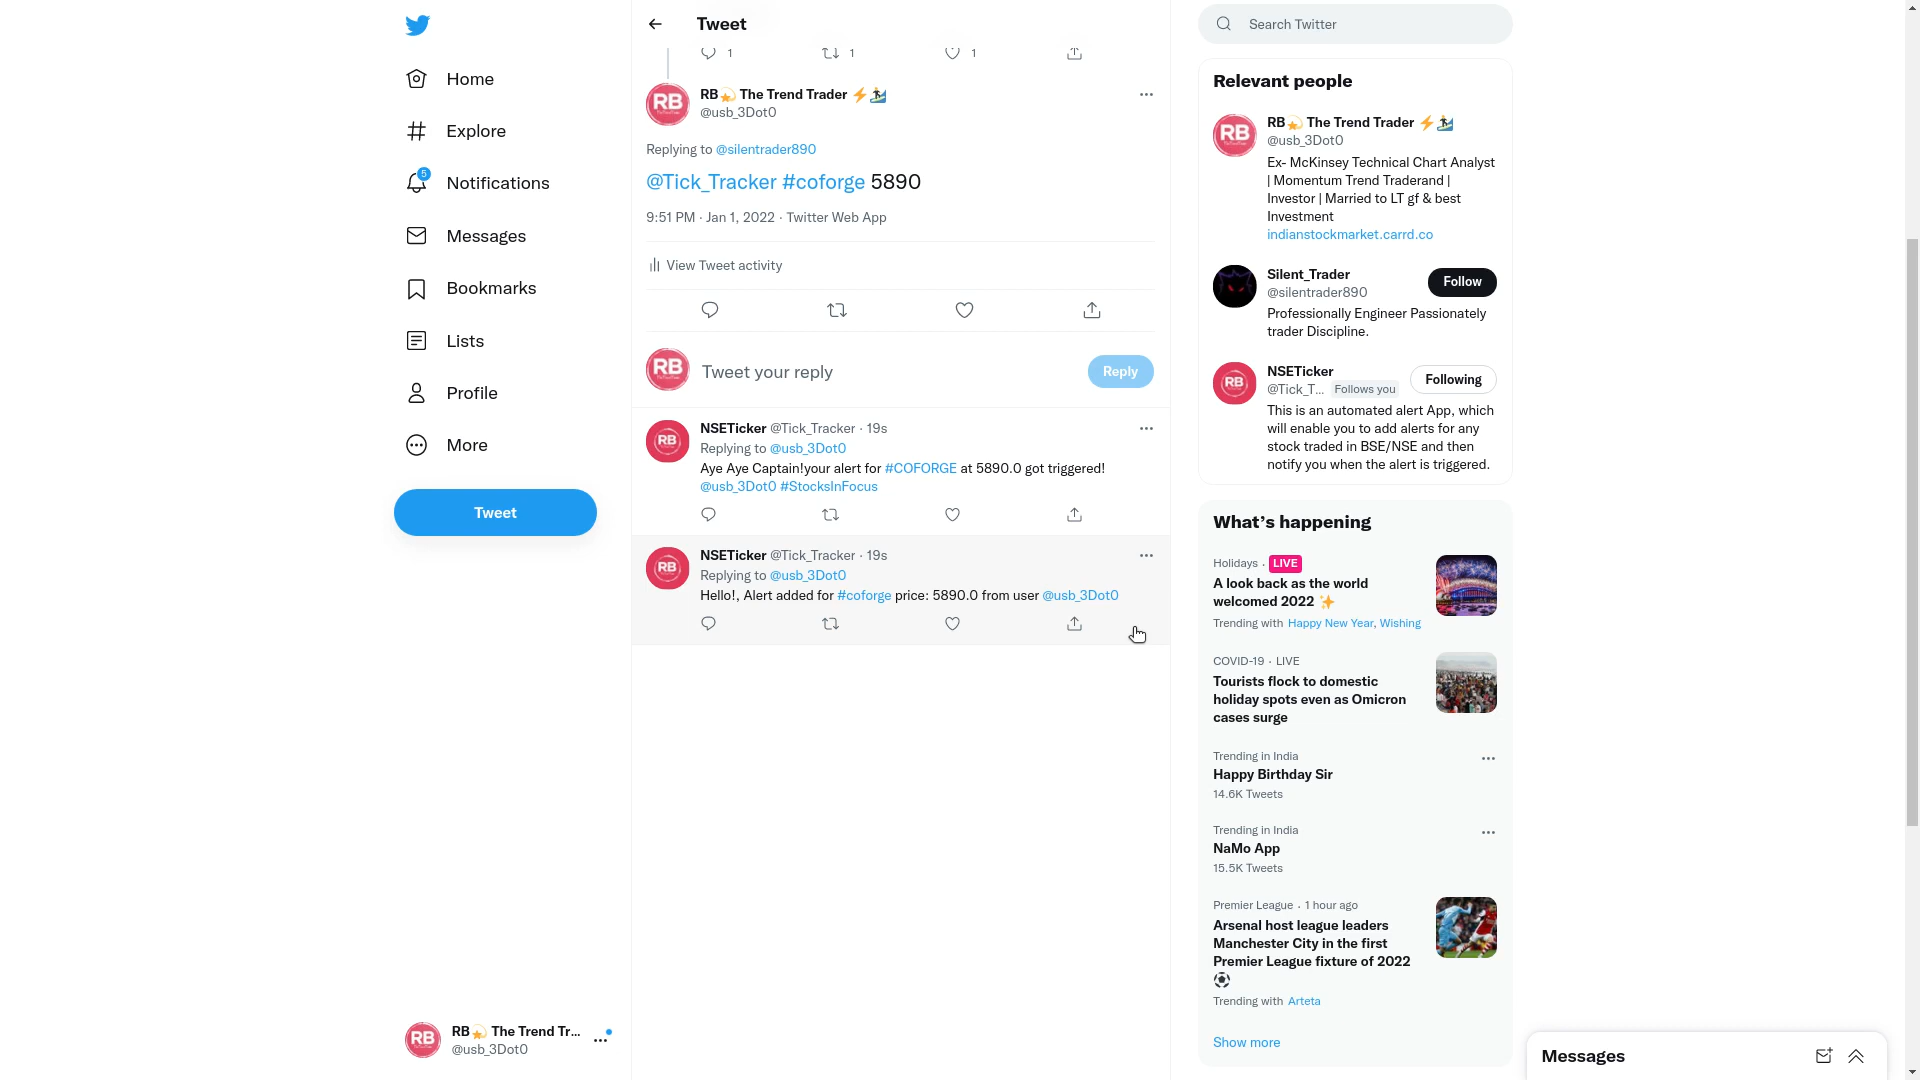 Home
Explore
5
Notifications
Messages
Bookmarks
Lists
Profile
More
Tweet
RB💫 The Trend Tr...
@usb_3Dot0
Tweet
1 1 1
RB
RB💫 The Trend Trader ⚡🏄
@usb_3Dot0
Replying to @silentrader890
@Tick_Tracker #coforge 5890
9:51 PM · Jan 1, 2022 · Twitter Web App
View Tweet activity
RB
Tweet your reply
Reply
RB
NSETicker @Tick_Tracker · 19s
Replying to @usb_3Dot0
Aye Aye Captain!your alert for #COFORGE at 5890.0 got triggered!
@usb_3Dot0 #StocksInFocus
RB
NSETicker @Tick_Tracker · 19s
Replying to @usb_3Dot0
Hello!, Alert added for #coforge price: 5890.0 from user @usb_3Dot0
Search Twitter
Relevant people
RB
RB💫 The Trend Trader ⚡🏄
@usb_3Dot0
Ex- McKinsey Technical Chart Analyst
| Momentum Trend Traderand |
Investor | Married to LT gf & best
Investment
indianstockmarket.carrd.co
Silent_Trader
@silentrader890
Follow
Professionally Engineer Passionately
trader Discipline.
RB
NSETicker
@Tick_T... Follows you
Following
This is an automated alert App, which
will enable you to add alerts for any
stock traded in BSE/NSE and then
notify you when the alert is triggered.
What's happening
Holidays · LIVE
A look back as the world
welcomed 2022 ✨
Trending with Happy New Year, Wishing
COVID-19 · LIVE
Tourists flock to domestic
holiday spots even as Omicron
cases surge
Trending in India
Happy Birthday Sir
14.6K Tweets
Trending in India
NaMo App
15.5K Tweets
Premier League · 1 hour ago
Arsenal host league leaders
Manchester City in the first
Premier League fixture of 2022
⚽
Trending with Arteta
Show more
Messages
RB